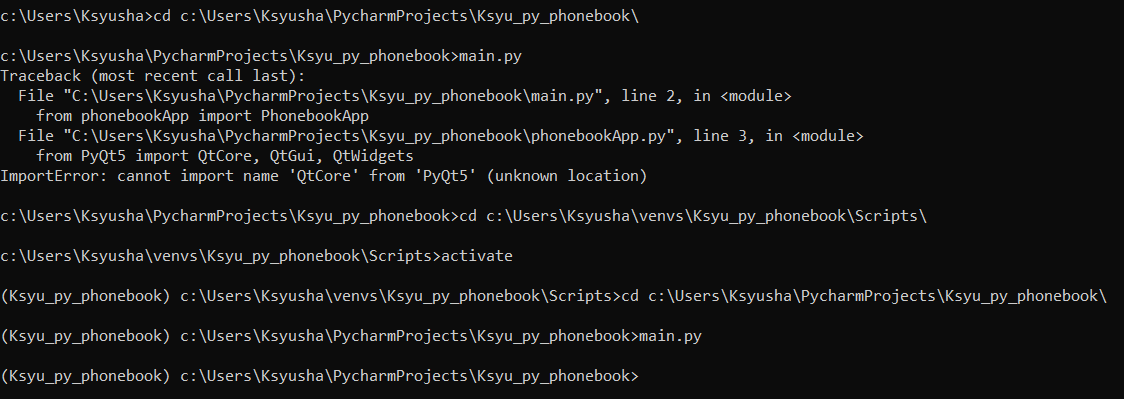 c:\Users\Ksyusha>cd c:\Users\Ksyusha\PycharmProjects\Ksyu_py_phonebook\
c:\Users\Ksyusha\PycharmProjects\Ksyu_py_phonebook>main.py
Traceback (most recent call last):
  File "C:\Users\Ksyusha\PycharmProjects\Ksyu_py_phonebook\main.py", line 2, in <module>
    from phonebookApp import PhonebookApp
  File "C:\Users\Ksyusha\PycharmProjects\Ksyu_py_phonebook\phonebookApp.py", line 3, in <module>
    from PyQt5 import QtCore, QtGui, QtWidgets
ImportError: cannot import name 'QtCore' from 'PyQt5' (unknown location)
c:\Users\Ksyusha\PycharmProjects\Ksyu_py_phonebook>cd c:\Users\Ksyusha\venvs\Ksyu_py_phonebook\Scripts\
c:\Users\Ksyusha\venvs\Ksyu_py_phonebook\Scripts>activate
(Ksyu_py_phonebook) c:\Users\Ksyusha\venvs\Ksyu_py_phonebook\Scripts>cd c:\Users\Ksyusha\PycharmProjects\Ksyu_py_phonebook\
(Ksyu_py_phonebook) c:\Users\Ksyusha\PycharmProjects\Ksyu_py_phonebook>main.py
(Ksyu_py_phonebook) c:\Users\Ksyusha\PycharmProjects\Ksyu_py_phonebook>